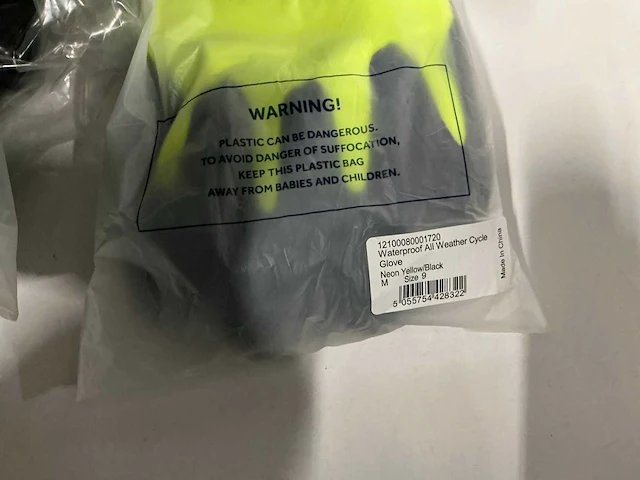 WARNING!
PLASTIC CAN BE DANGEROUS.
TO AVOID DANGER OF SUFFOCATION,
KEEP THIS PLASTIC BAG
AWAY FROM BABIES AND CHILDREN.
12100080001720
Waterproof All Weather Cycle
Glove
Neon Yellow/Black
M Size 9
5 055754 428322
Made In China